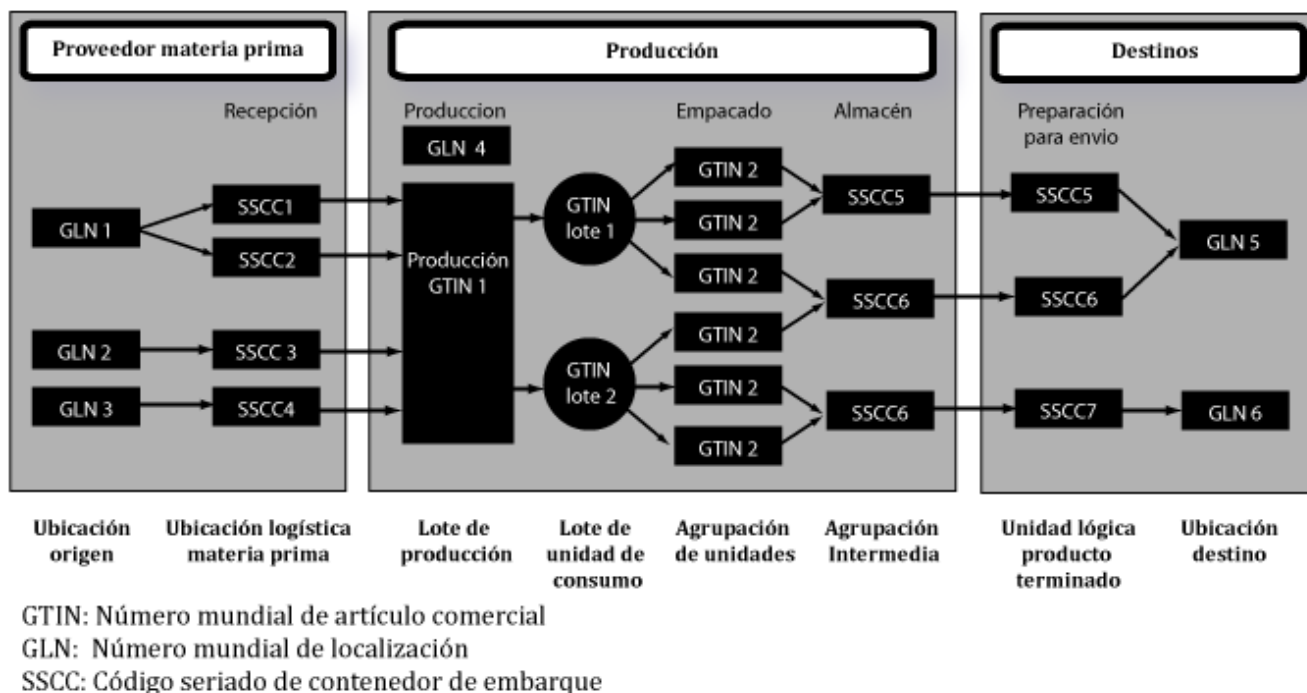 Proveedor materia prima
Producción
Destinos
Recepción
Produccion
Empacado
Almacén
Preparación
para envio
GLN 4
GLN 1
SSCC1
SSCC2
GLN 2
SSCC 3
GLN 3
SSCC4
Producción
GTIN 1
GTIN
lote 1
GTIN
lote 2
GTIN 2
GTIN 2
GTIN 2
GTIN 2
GTIN 2
GTIN 2
SSCC5
SSCC6
SSCC6
SSCC5
SSCC6
SSCC7
GLN 5
GLN 6
Ubicación
origen
Ubicación logística
materia prima
Lote de
producción
Lote de
unidad de
consumo
Agrupación
de unidades
Agrupación
Intermedia
Unidad lógica
producto
terminado
Ubicación
destino
GTIN: Número mundial de artículo comercial
GLN: Número mundial de localización
SSCC: Código seriado de contenedor de embarque